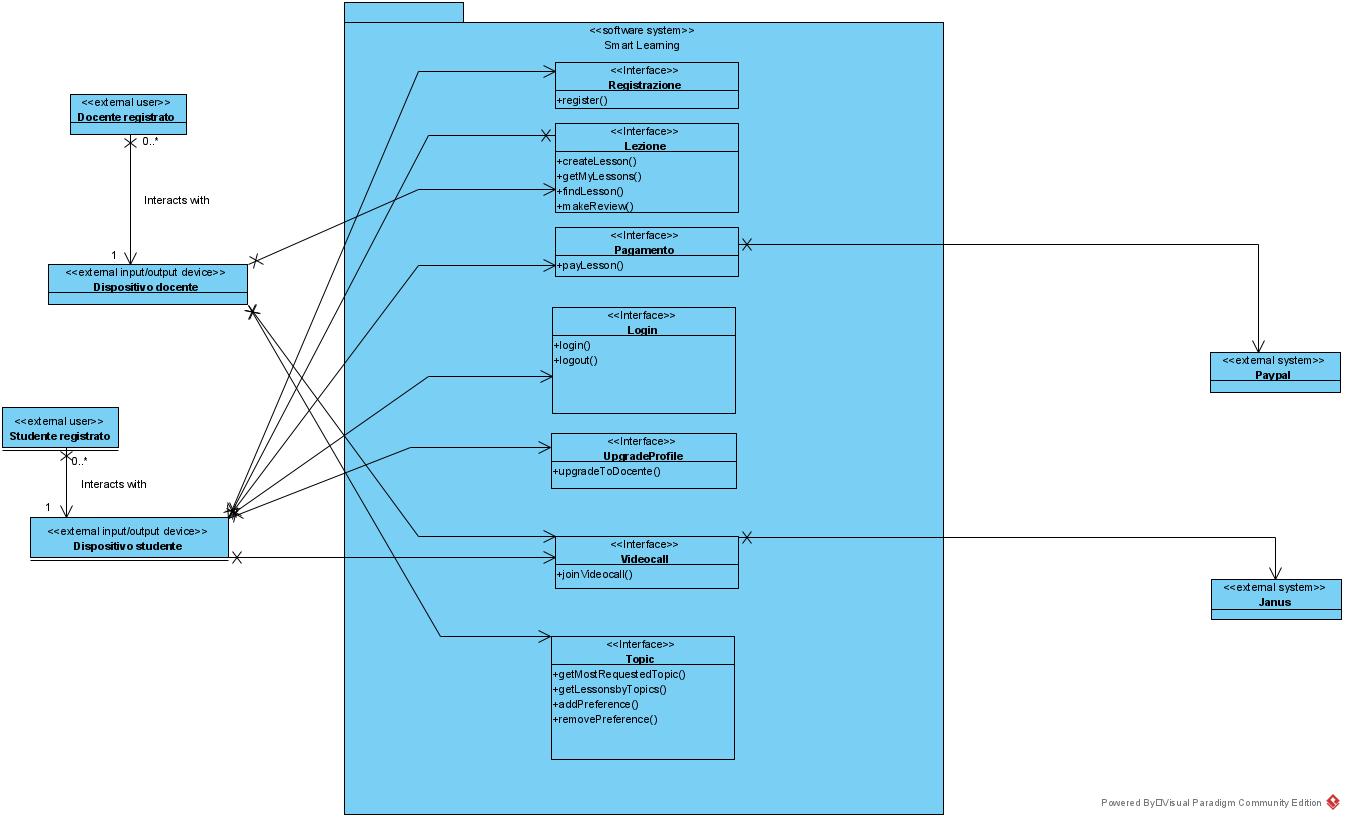 <<software system>>
Smart Learning
<<Interface>>
Registrazione
+register()
<<external user>>
Docente registrato
0..*
Interacts with
1
<<external input/output device>>
Dispositivo docente
<<Interface>>
Lezione
+createLesson()
+getMyLessons()
+findLesson()
+makeReview()
<<Interface>>
Pagamento
+payLesson()
<<Interface>>
Login
+login()
+logout()
<<external system>>
Paypal
<<external user>>
Studente registrato
0..*
Interacts with
1
<<external input/output device>>
Dispositivo studente
<<Interface>>
UpgradeProfile
+upgradeToDocente()
<<Interface>>
Videocall
+joinVideocall()
<<external system>>
Janus
<<Interface>>
Topic
+getMostRequestedTopic()
+getLessonsbyTopics()
+addPreference()
+removePreference()
Powered By□Visual Paradigm Community Edition